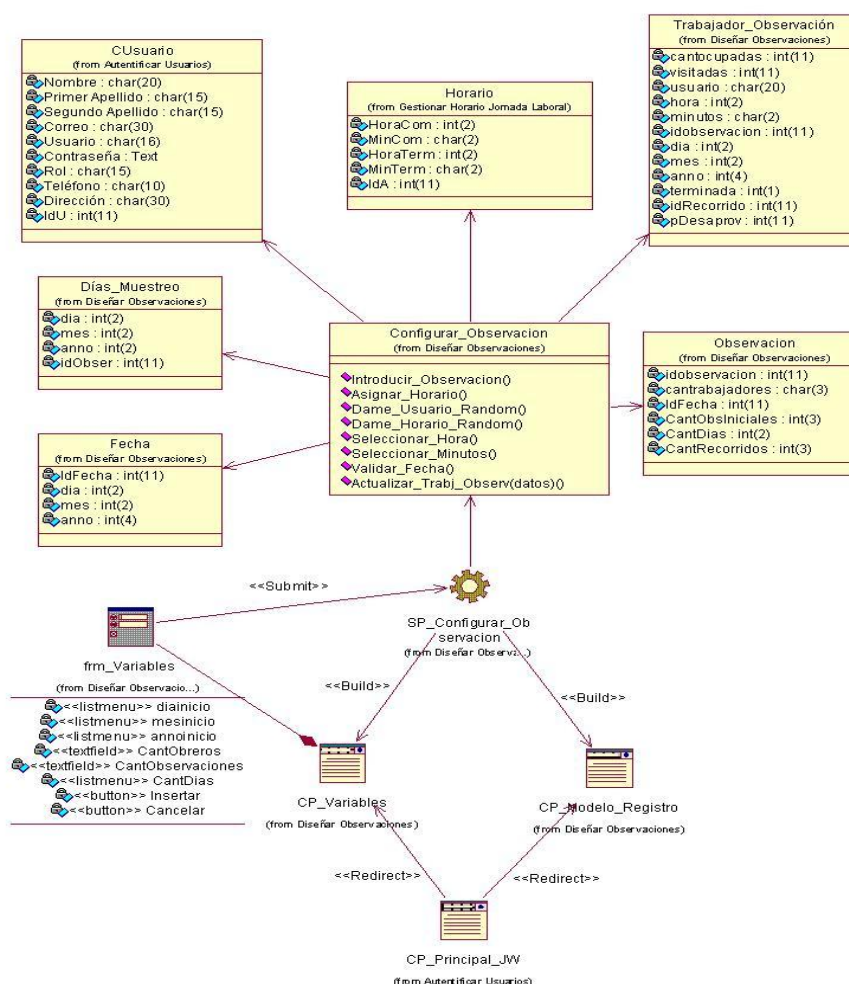 CUsuario
(from Autentificar Usuarios)
Nombre : char(20)
Primer Apellido : char(15)
Segundo Apellido : char(15)
Correo : char(30)
Usuario : char(16)
Contraseña : Text
Rol : char(15)
Teléfono : char(10)
Dirección : char(30)
IdU : int(11)
Horario
(from Gestionar Horario Jornada Laboral)
HoraCom : int(2)
MinCom : char(2)
HoraTerm : int(2)
MinTerm : char(2)
IdA : int(11)
Trabajador_Observación
(from Diseñar Observaciones)
cantocupadas : int(11)
visitadas : int(11)
usuario : char(20)
hora : int(2)
minutos : char(2)
idobservacion : int(11)
dia : int(2)
mes : int(2)
anno : int(4)
terminada : int(1)
idRecorrido : int(11)
pDesaprov : int(11)
Días_Muestreo
(from Diseñar Observaciones)
dia : int(2)
mes : int(2)
anno : int(2)
idObser : int(11)
Configurar_Observacion
(from Diseñar Observaciones)
Introducir_Observacion()
Asignar_Horario()
Dame_Usuario_Random()
Dame_Horario_Random()
Seleccionar_Hora()
Seleccionar_Minutos()
Validar_Fecha()
Actualizar_Trabj_Observ(datos)()
Observacion
(from Diseñar Observaciones)
idobservacion : int(11)
cantrabajadores : char(3)
IdFecha : int(11)
CantObsIniciales : int(3)
CantDias : int(2)
CantRecorridos : int(3)
Fecha
(from Diseñar Observaciones)
IdFecha : int(11)
dia : int(2)
mes : int(2)
anno : int(4)
<<Submit>>
SP_Configurar_Ob
servacion
(from Diseñar Observa...)
frm_Variables
(from Diseñar Observacio...)
<<listmenu>> diainicio
<<listmenu>> mesinicio
<<listmenu>> annoinicio
<<textfield>> CantObreros
<<textfield>> CantObservaciones
<<listmenu>> CantDias
<<button>> Insertar
<<button>> Cancelar
<<Build>>
<<Build>>
CP_Variables
(from Diseñar Observaciones)
CP_Modelo_Registro
(from Diseñar Observaciones)
<<Redirect>>
<<Redirect>>
CP_Principal_JW
(from Autentificar Usuarios)